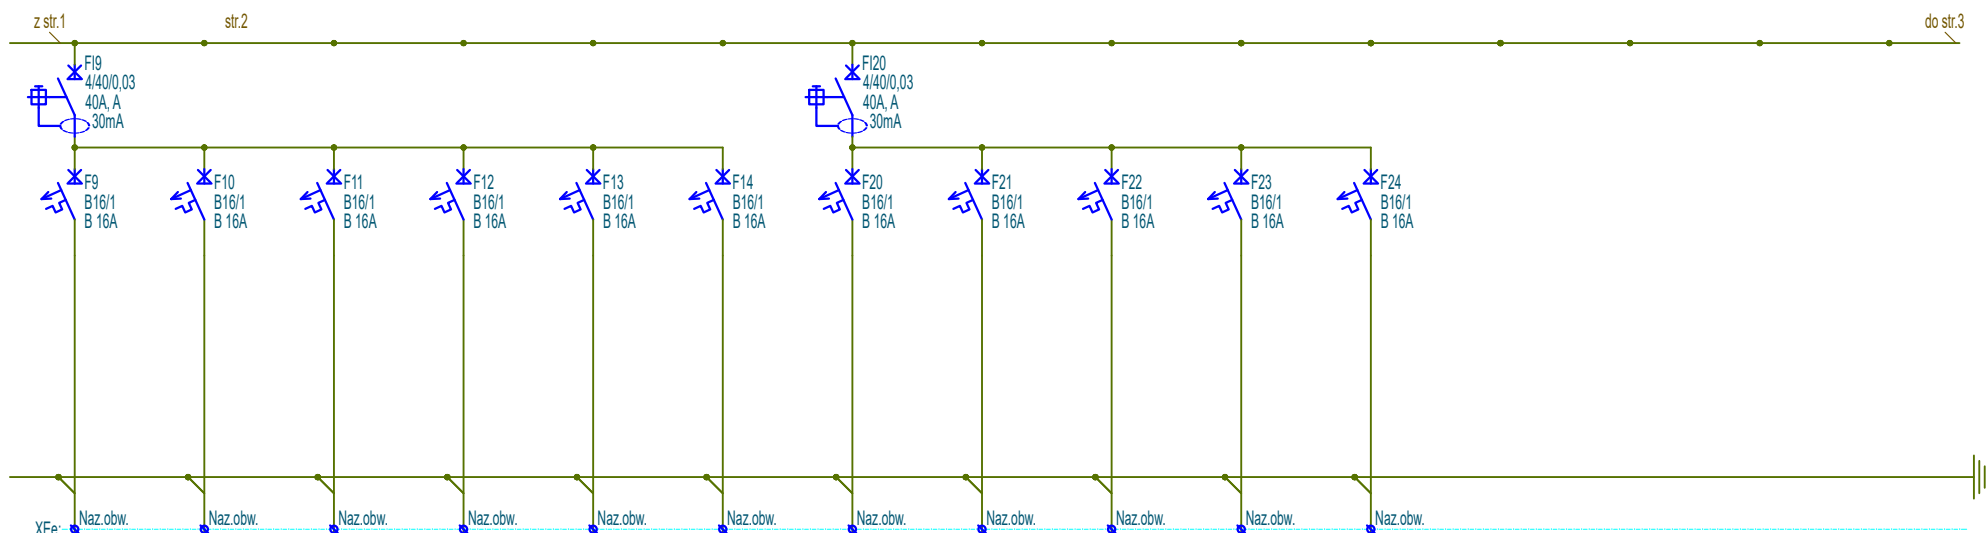 z str.1
str.2
do str.3
FI9
4/40/0,03
40A, A
30mA
FI20
4/40/0,03
40A, A
30mA
F9
B16/1
B 16A
F10
B16/1
B 16A
F11
B16/1
B 16A
F12
B16/1
B 16A
F13
B16/1
B 16A
F14
B16/1
B 16A
F20
B16/1
B 16A
F21
B16/1
B 16A
F22
B16/1
B 16A
F23
B16/1
B 16A
F24
B16/1
B 16A
Naz.obw.
Naz.obw.
Naz.obw.
Naz.obw.
Naz.obw.
Naz.obw.
Naz.obw.
Naz.obw.
Naz.obw.
Naz.obw.
Naz.obw.